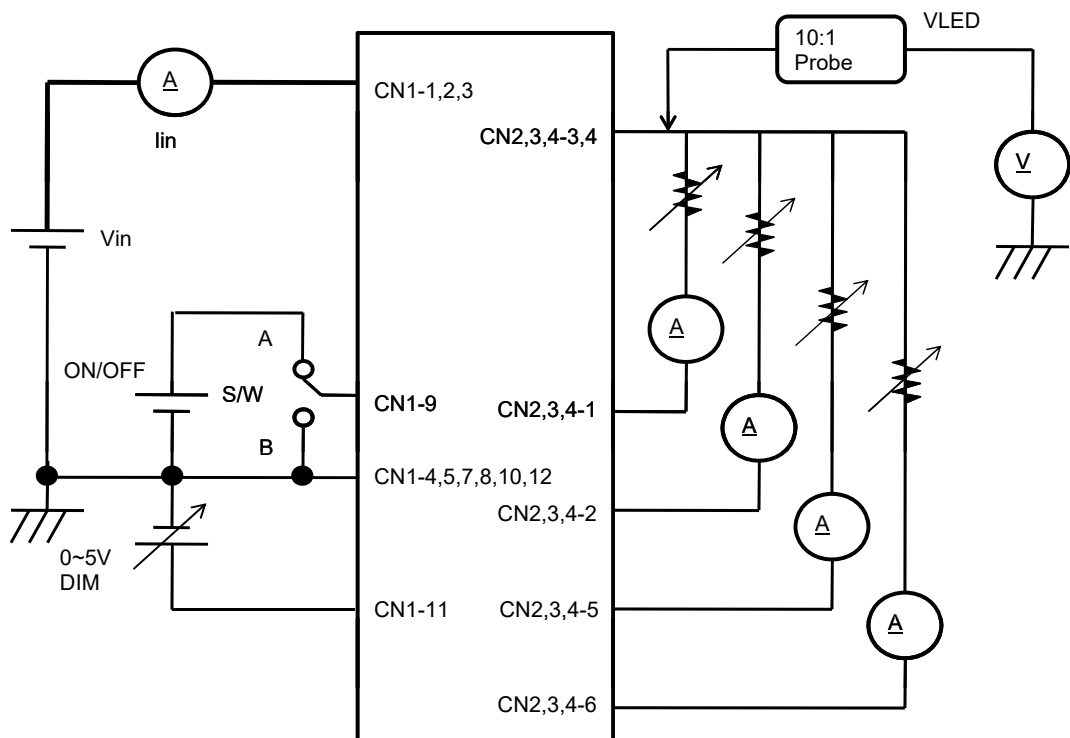 VLED
10:1
Probe
A
Iin
CN1-1,2,3
CN2,3,4-3,4
V
Vin
A
A
ON/OFF
S/W
CN1-9
CN2,3,4-1
A
B
CN1-4,5,7,8,10,12
CN2,3,4-2
A
0~5V
DIM
CN1-11
CN2,3,4-5
A
CN2,3,4-6